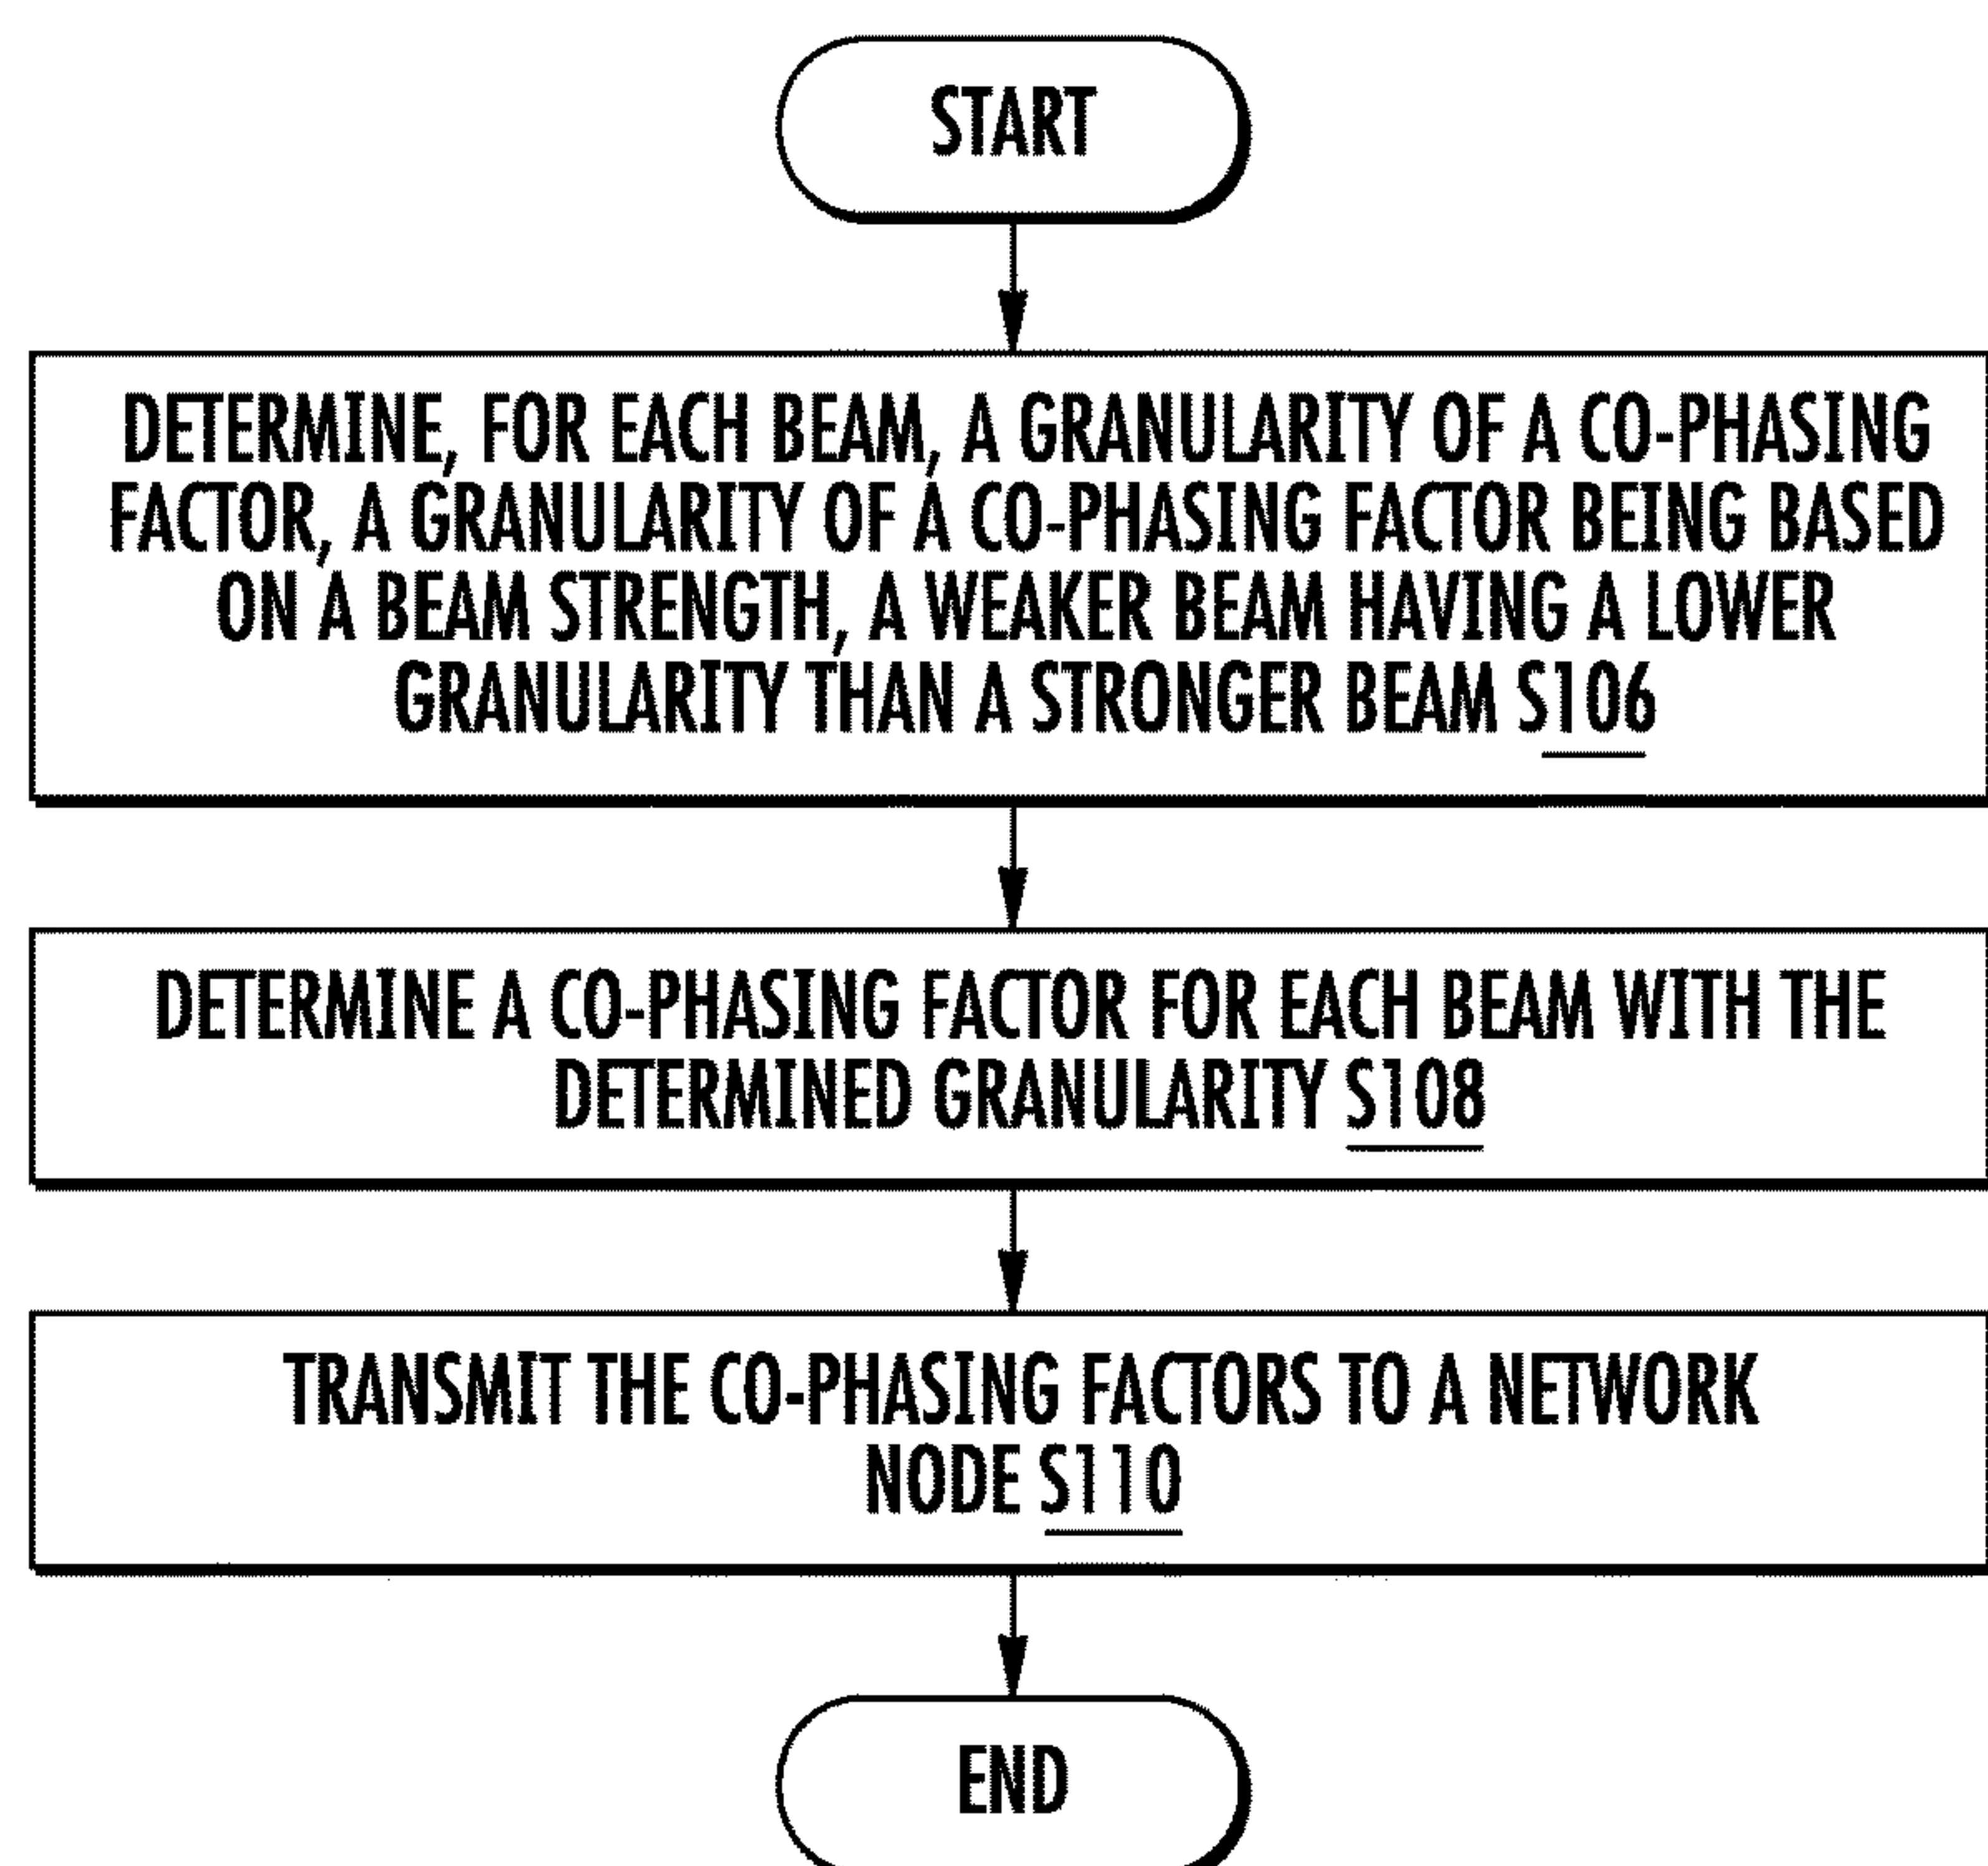 START
DETERMINE, FOR EACH BEAM, A GRANULARITY OF A CO-PHASING
FACTOR, A GRANULARITY OF A CO-PHASING FACTOR BEING BASED
ON A BEAM STRENGTH, A WEAKER BEAM HAVING A LOWER
GRANULARITY THAN A STRONGER BEAM S106
DETERMINE A CO-PHASING FACTOR FOR EACH BEAM WITH THE
DETERMINED GRANULARITY S108
TRANSMIT THE CO-PHASING FACTORS TO A NETWORK
NODE S110
END